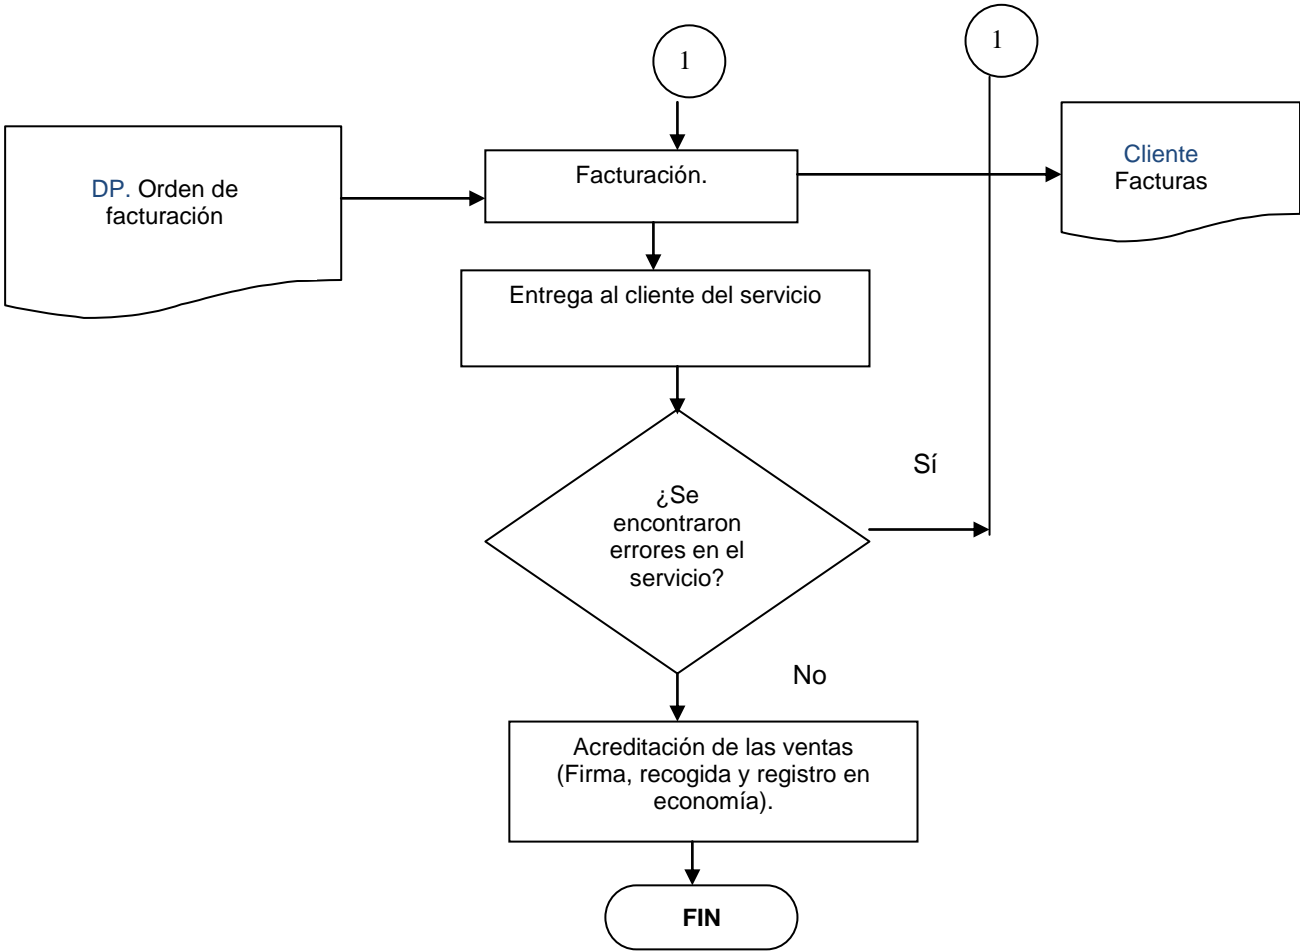 1
1
DP. Orden de
facturación
Facturación.
Cliente
Facturas
Entrega al cliente del servicio
¿Se
encontraron
errores en el
servicio?
Sí
No
Acreditación de las ventas
(Firma, recogida y registro en
economía).
FIN